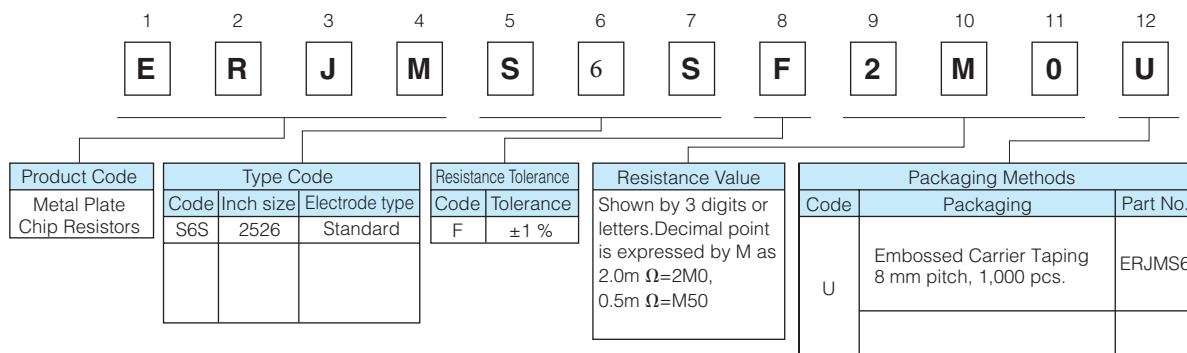 1 2 3 4 5 6 7 8 9 10 11 12
E R J M S 6 S F 2 M 0 U
Product Code
Metal Plate
Chip Resistors
Type Code
Code Inch size Electrode type
S6S 2526 Standard
Resistance Tolerance
Code Tolerance
F ±1 %
Resistance Value
Shown by 3 digits or
letters.Decimal point
is expressed by M as
2.0m Ω=2M0,
0.5m Ω=M50
Packaging Methods
Code Packaging Part No.
U
Embossed Carrier Taping
8 mm pitch, 1,000 pcs.
ERJMS6